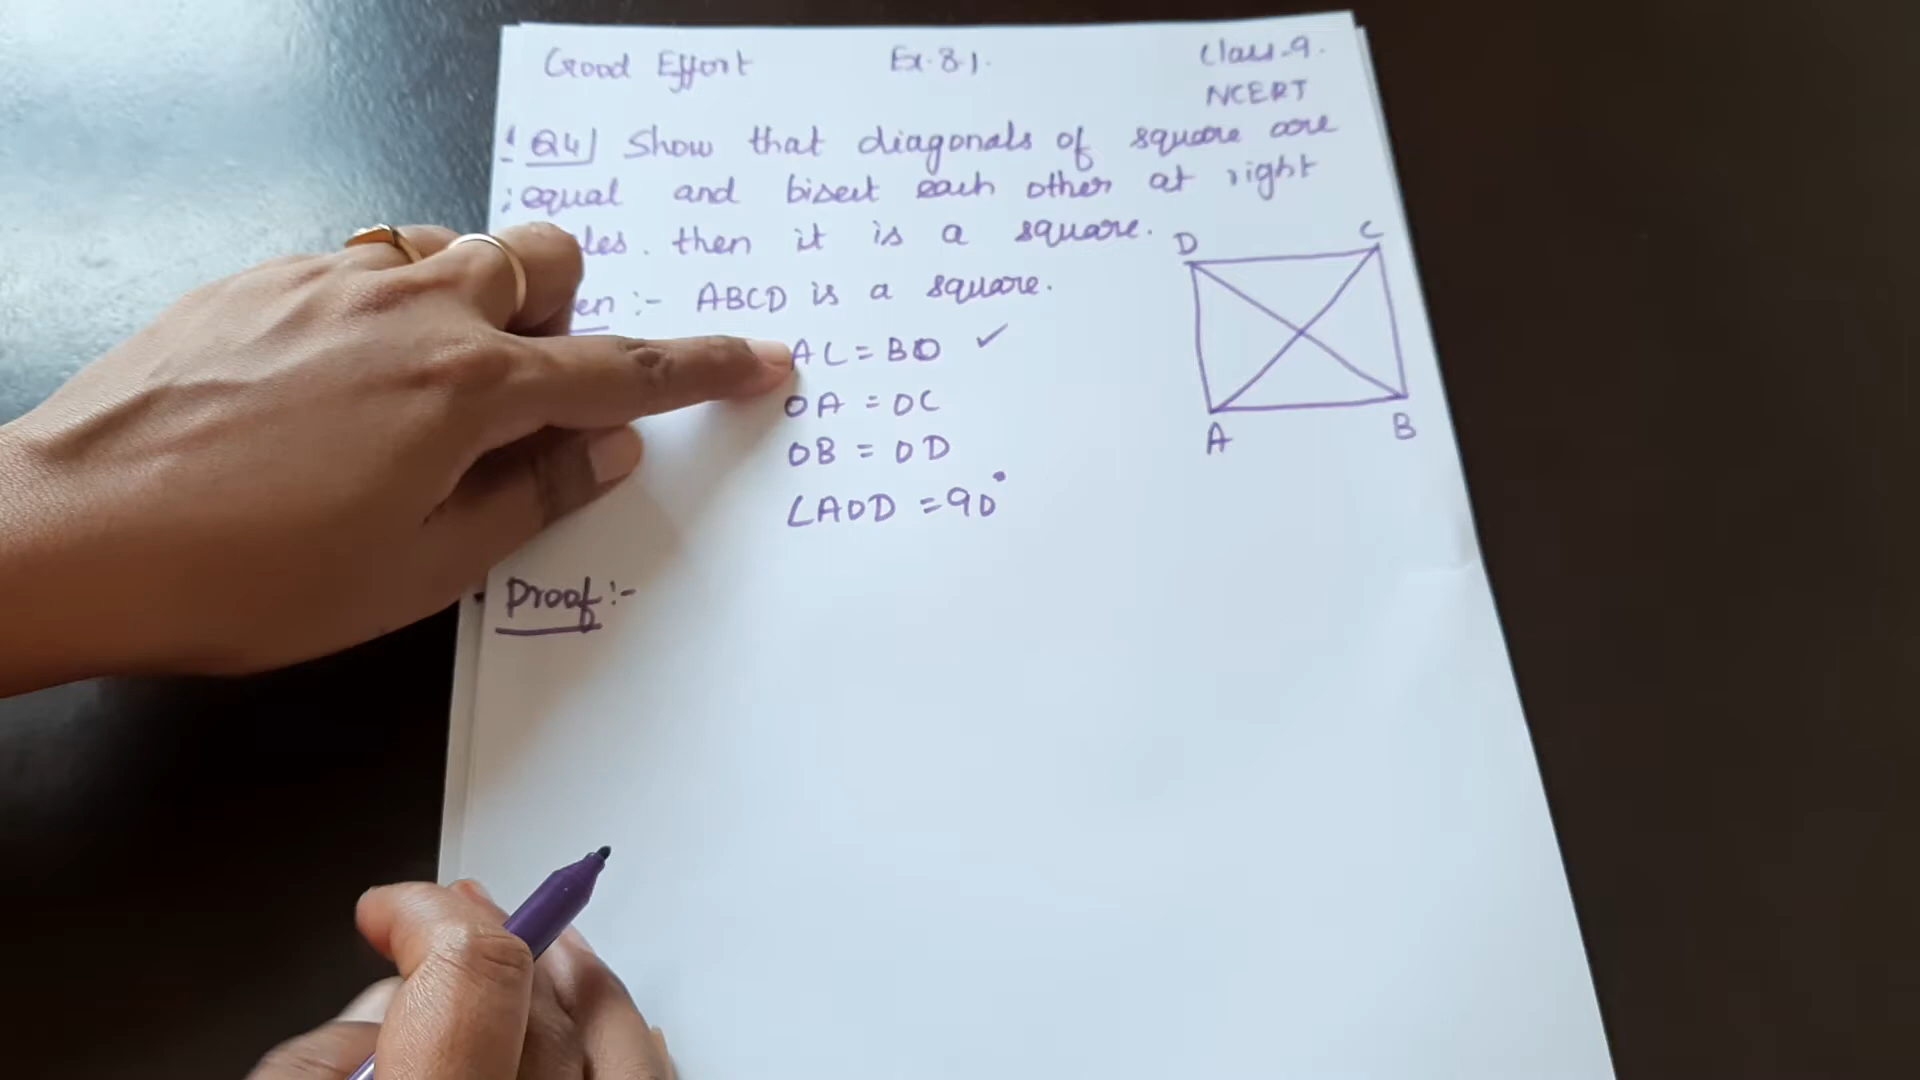 Good Effort Ex.8.1. Class-9.
NCERT
Q4) Show that diagonals of square are
equal and bisect each other at right
les. then it is a square.
en :- ABCD is a square.
AC = BD ✓
OA = OC
OB = OD
∠AOD = 90°
Proof :-
D C
A B